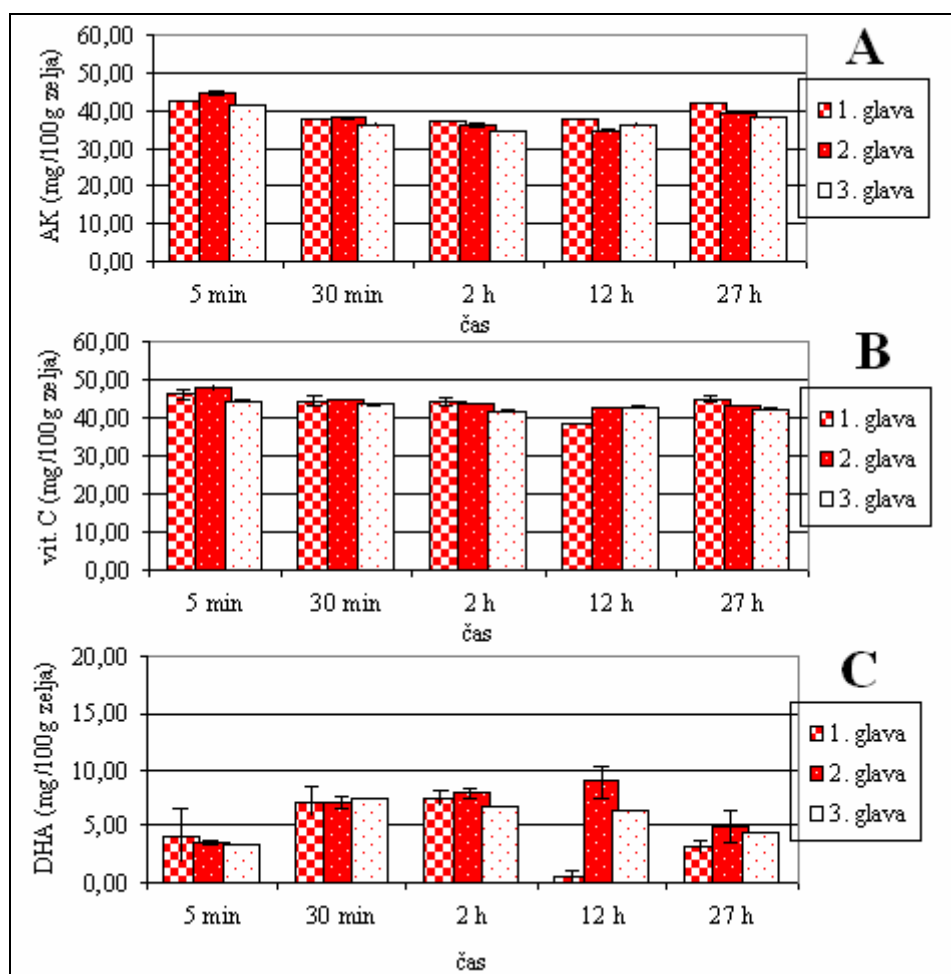 A
AK (mg/100g zelja)
60,00
50,00
40,00
30,00
20,00
10,00
0,00
5 min 30 min 2 h 12 h 27 h
čas
1. glava
2. glava
3. glava
B
vit. C (mg/100g zelja)
60,00
50,00
40,00
30,00
20,00
10,00
0,00
5 min 30 min 2 h 12 h 27 h
čas
1. glava
2. glava
3. glava
C
DHA (mg/100g zelja)
20,00
15,00
10,00
5,00
0,00
5 min 30 min 2 h 12 h 27 h
čas
1. glava
2. glava
3. glava